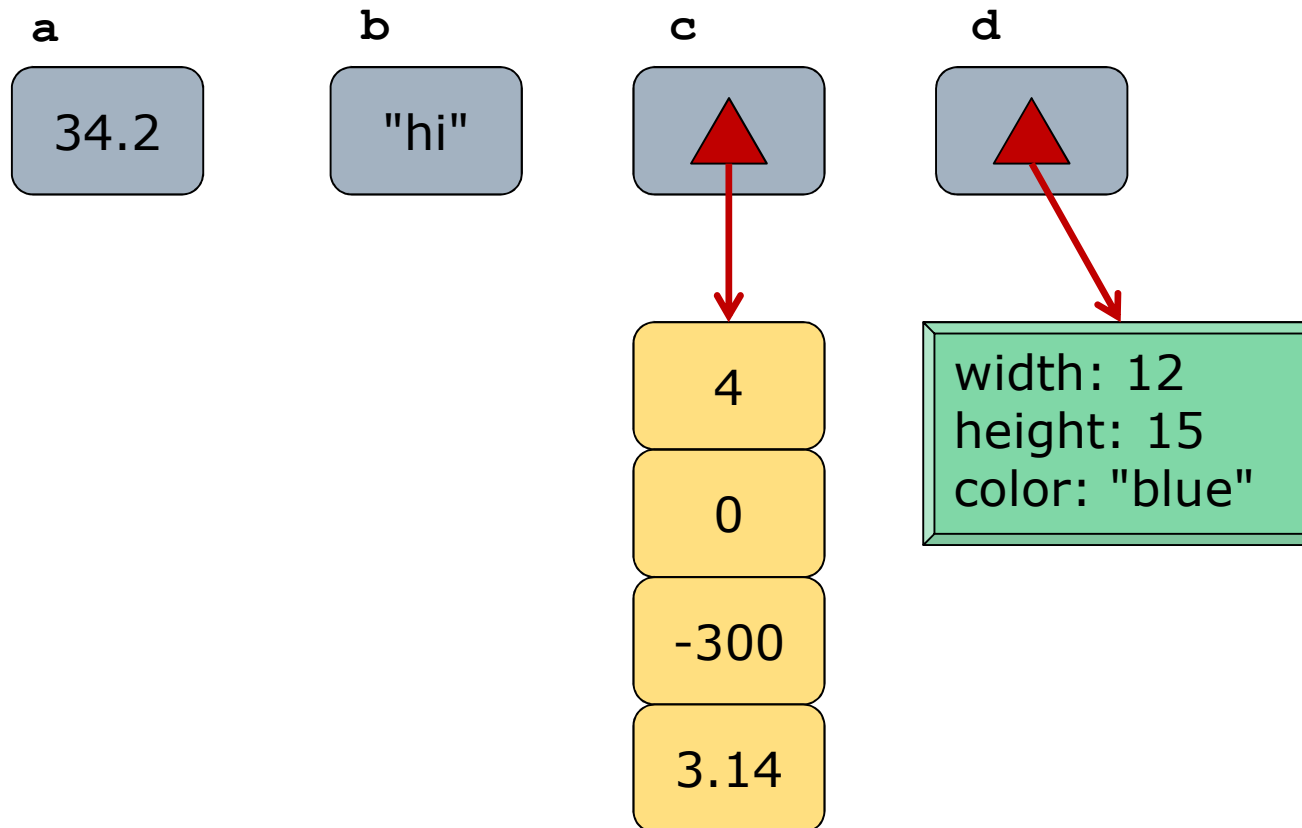 a b c d
34.2 "hi"
4
0
-300
3.14
width: 12
height: 15
color: "blue"